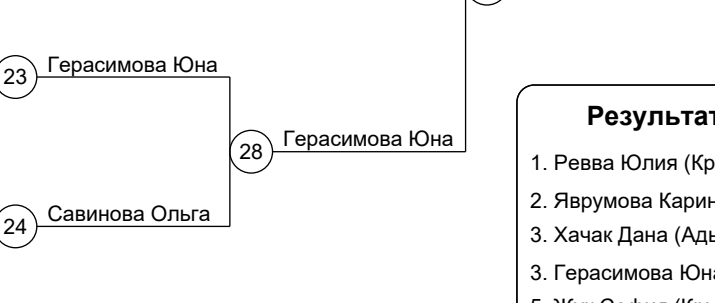 23
Герасимова Юна
28
Герасимова Юна
24
Савинова Ольга
Результат
1. Ревва Юлия (Кр
2. Яврумова Карин
3. Хачак Дана (Адь
3. Герасимова Юна